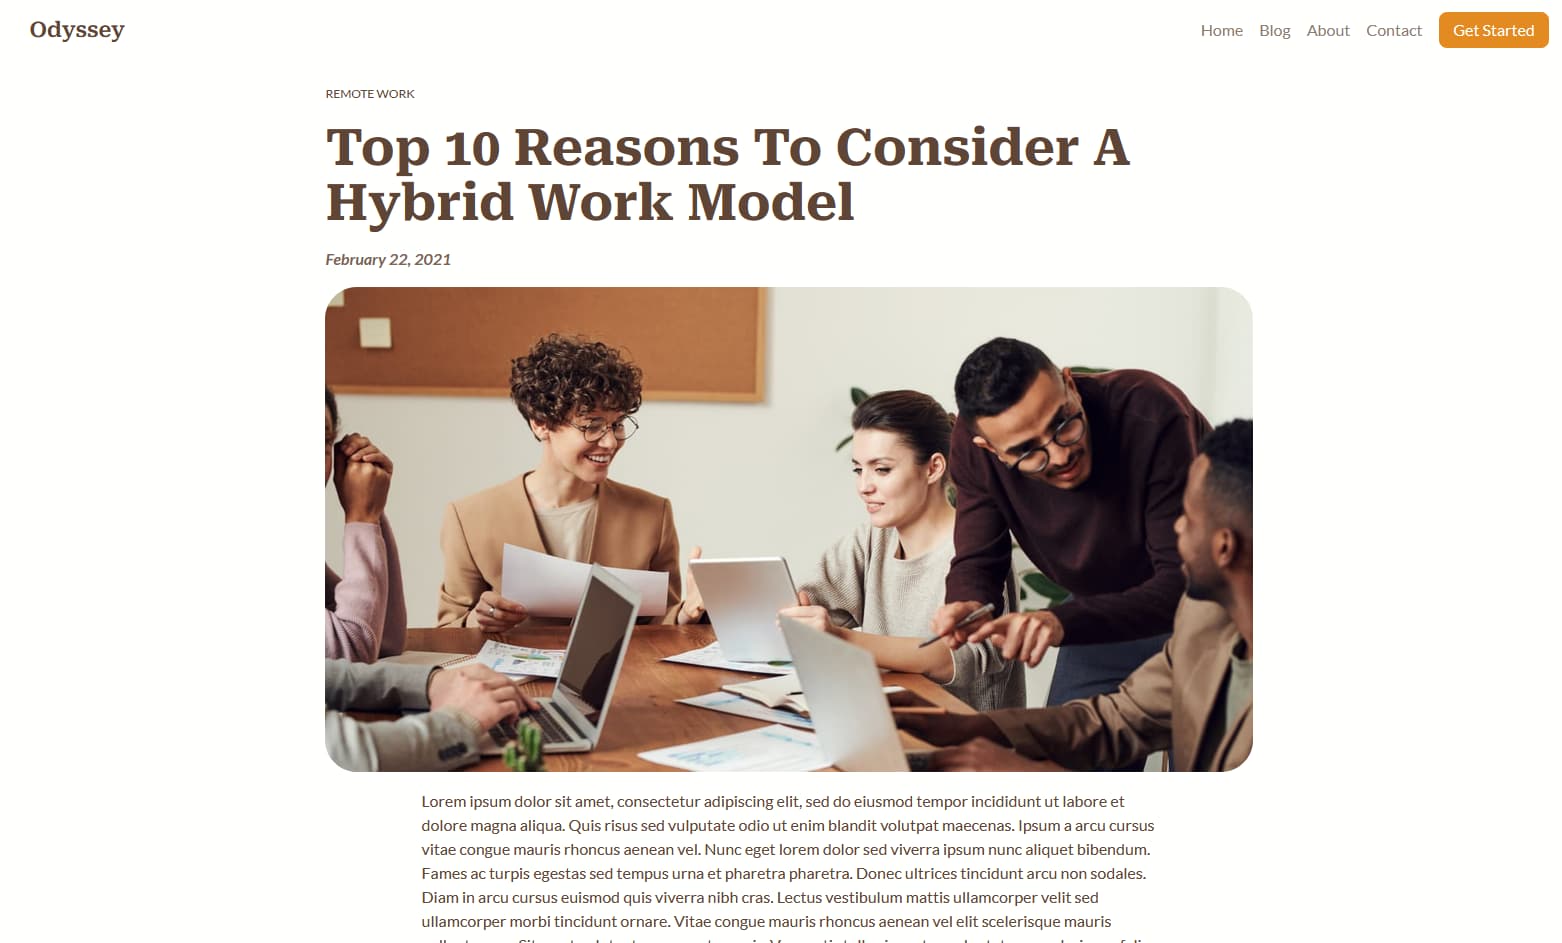 Odyssey
Home Blog About Contact Get Started
REMOTE WORK
Top 10 Reasons To Consider A
Hybrid Work Model
February 22, 2021
Lorem ipsum dolor sit amet, consectetur adipiscing elit, sed do eiusmod tempor incididunt ut labore et
dolore magna aliqua. Quis risus sed vulputate odio ut enim blandit volutpat maecenas. Ipsum a arcu cursus
vitae congue mauris rhoncus aenean vel. Nunc eget lorem dolor sed viverra ipsum nunc aliquet bibendum.
Fames ac turpis egestas sed tempus urna et pharetra pharetra. Donec ultrices tincidunt arcu non sodales.
Diam in arcu cursus euismod quis viverra nibh cras. Lectus vestibulum mattis ullamcorper velit sed
ullamcorper morbi tincidunt ornare. Vitae congue mauris rhoncus aenean vel elit scelerisque mauris